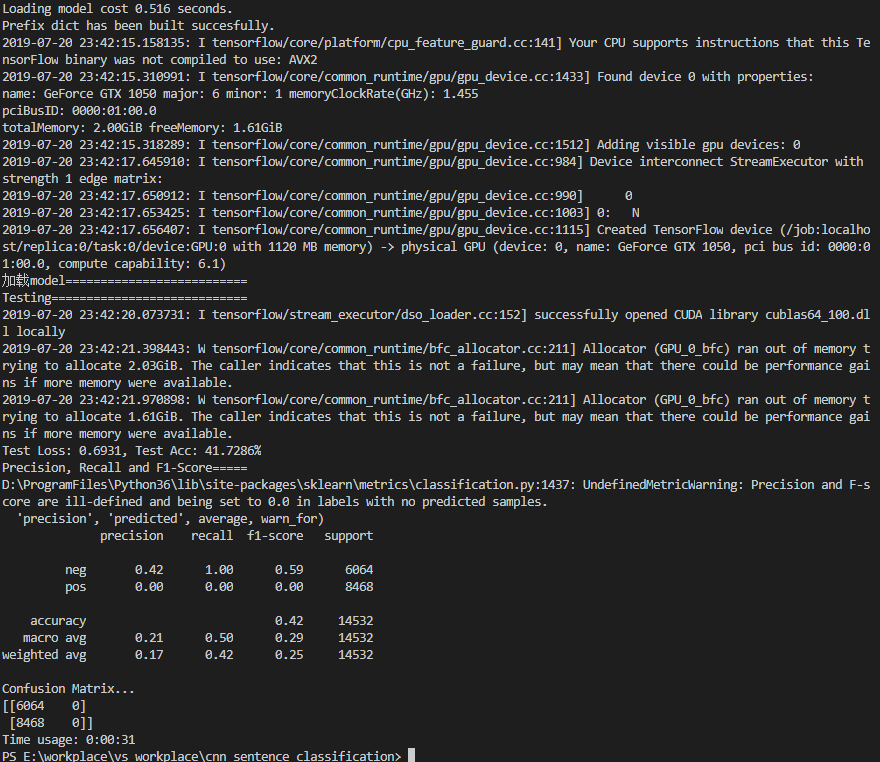 Loading model cost 0.516 seconds.
Prefix dict has been built succesfully.
2019-07-20 23:42:15.158135: I tensorflow/core/platform/cpu_feature_guard.cc:141] Your CPU supports instructions that this Te
nsorFlow binary was not compiled to use: AVX2
2019-07-20 23:42:15.310991: I tensorflow/core/common_runtime/gpu/gpu_device.cc:1433] Found device 0 with properties:
name: GeForce GTX 1050 major: 6 minor: 1 memoryClockRate(GHz): 1.455
pciBusID: 0000:01:00.0
totalMemory: 2.00GiB freeMemory: 1.61GiB
2019-07-20 23:42:15.318289: I tensorflow/core/common_runtime/gpu/gpu_device.cc:1512] Adding visible gpu devices: 0
2019-07-20 23:42:17.645910: I tensorflow/core/common_runtime/gpu/gpu_device.cc:984] Device interconnect StreamExecutor with
strength 1 edge matrix:
2019-07-20 23:42:17.650912: I tensorflow/core/common_runtime/gpu/gpu_device.cc:990]      0
2019-07-20 23:42:17.653425: I tensorflow/core/common_runtime/gpu/gpu_device.cc:1003] 0:   N
2019-07-20 23:42:17.656407: I tensorflow/core/common_runtime/gpu/gpu_device.cc:1115] Created TensorFlow device (/job:localho
st/replica:0/task:0/device:GPU:0 with 1120 MB memory) -> physical GPU (device: 0, name: GeForce GTX 1050, pci bus id: 0000:0
1:00.0, compute capability: 6.1)
加载model==========================
Testing============================
2019-07-20 23:42:20.073731: I tensorflow/stream_executor/dso_loader.cc:152] successfully opened CUDA library cublas64_100.dl
l locally
2019-07-20 23:42:21.398443: W tensorflow/core/common_runtime/bfc_allocator.cc:211] Allocator (GPU_0_bfc) ran out of memory t
rying to allocate 2.03GiB. The caller indicates that this is not a failure, but may mean that there could be performance gai
ns if more memory were available.
2019-07-20 23:42:21.970898: W tensorflow/core/common_runtime/bfc_allocator.cc:211] Allocator (GPU_0_bfc) ran out of memory t
rying to allocate 1.61GiB. The caller indicates that this is not a failure, but may mean that there could be performance gai
ns if more memory were available.
Test Loss: 0.6931, Test Acc: 41.7286%
Precision, Recall and F1-Score=====
D:\ProgramFiles\Python36\lib\site-packages\sklearn\metrics\classification.py:1437: UndefinedMetricWarning: Precision and F-s
core are ill-defined and being set to 0.0 in labels with no predicted samples.
  'precision', 'predicted', average, warn_for)
              precision    recall  f1-score   support
         neg       0.42      1.00      0.59      6064
         pos       0.00      0.00      0.00      8468
    accuracy                           0.42     14532
   macro avg       0.21      0.50      0.29     14532
weighted avg       0.17      0.42      0.25     14532
Confusion Matrix...
[[6064    0]
 [8468    0]]
Time usage: 0:00:31
PS E:\workplace\vs_workplace\cnn_sentence_classification>